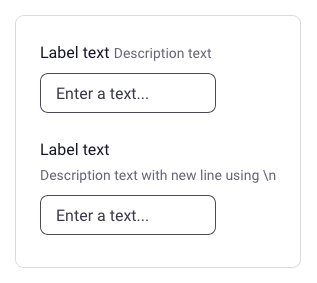 Label text Description text
Enter a text...
Label text
Description text with new line using \n
Enter a text...